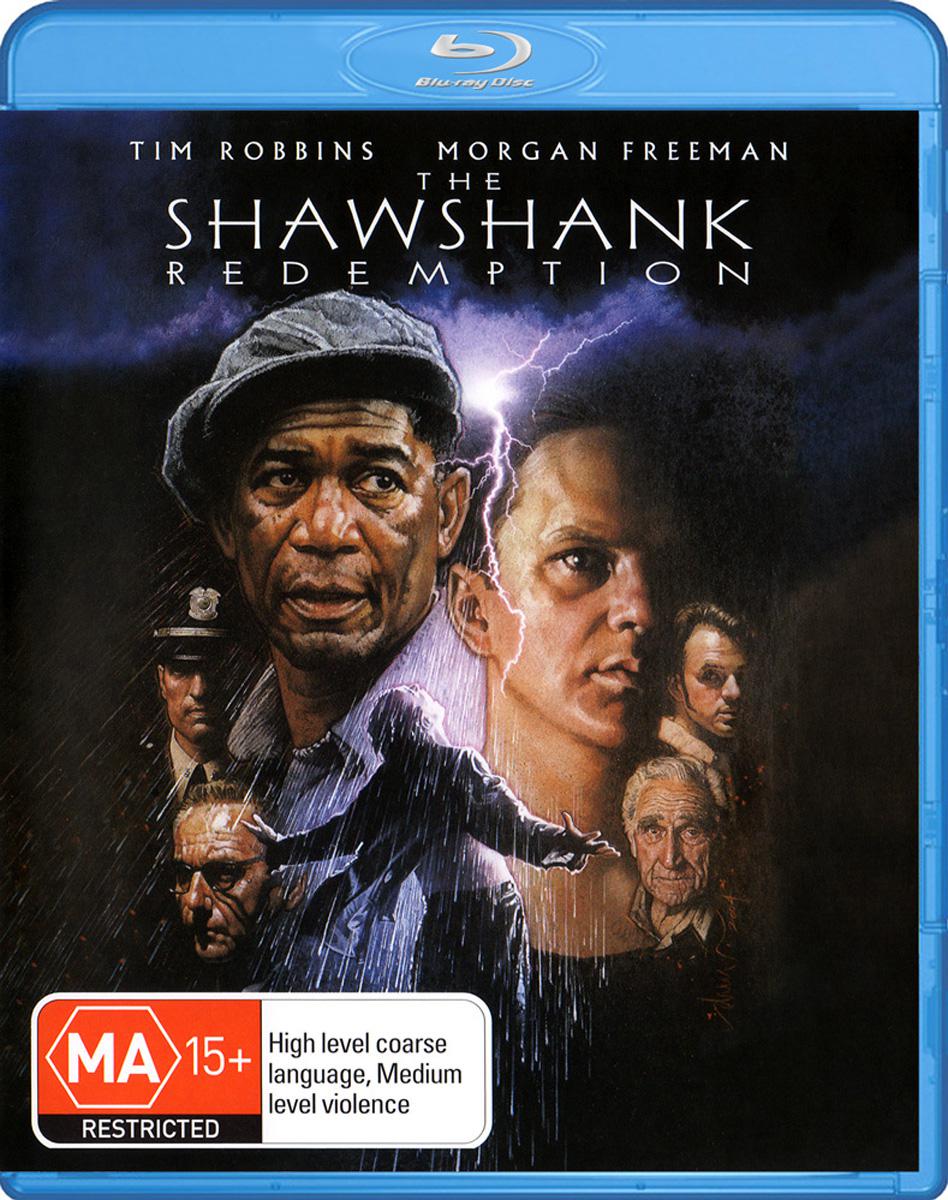 Blu-ray Disc
TIM ROBBINS MORGAN FREEMAN
THE
SHAWSHANK
REDEMPTION
MA 15+
RESTRICTED
High level coarse
language, Medium
level violence